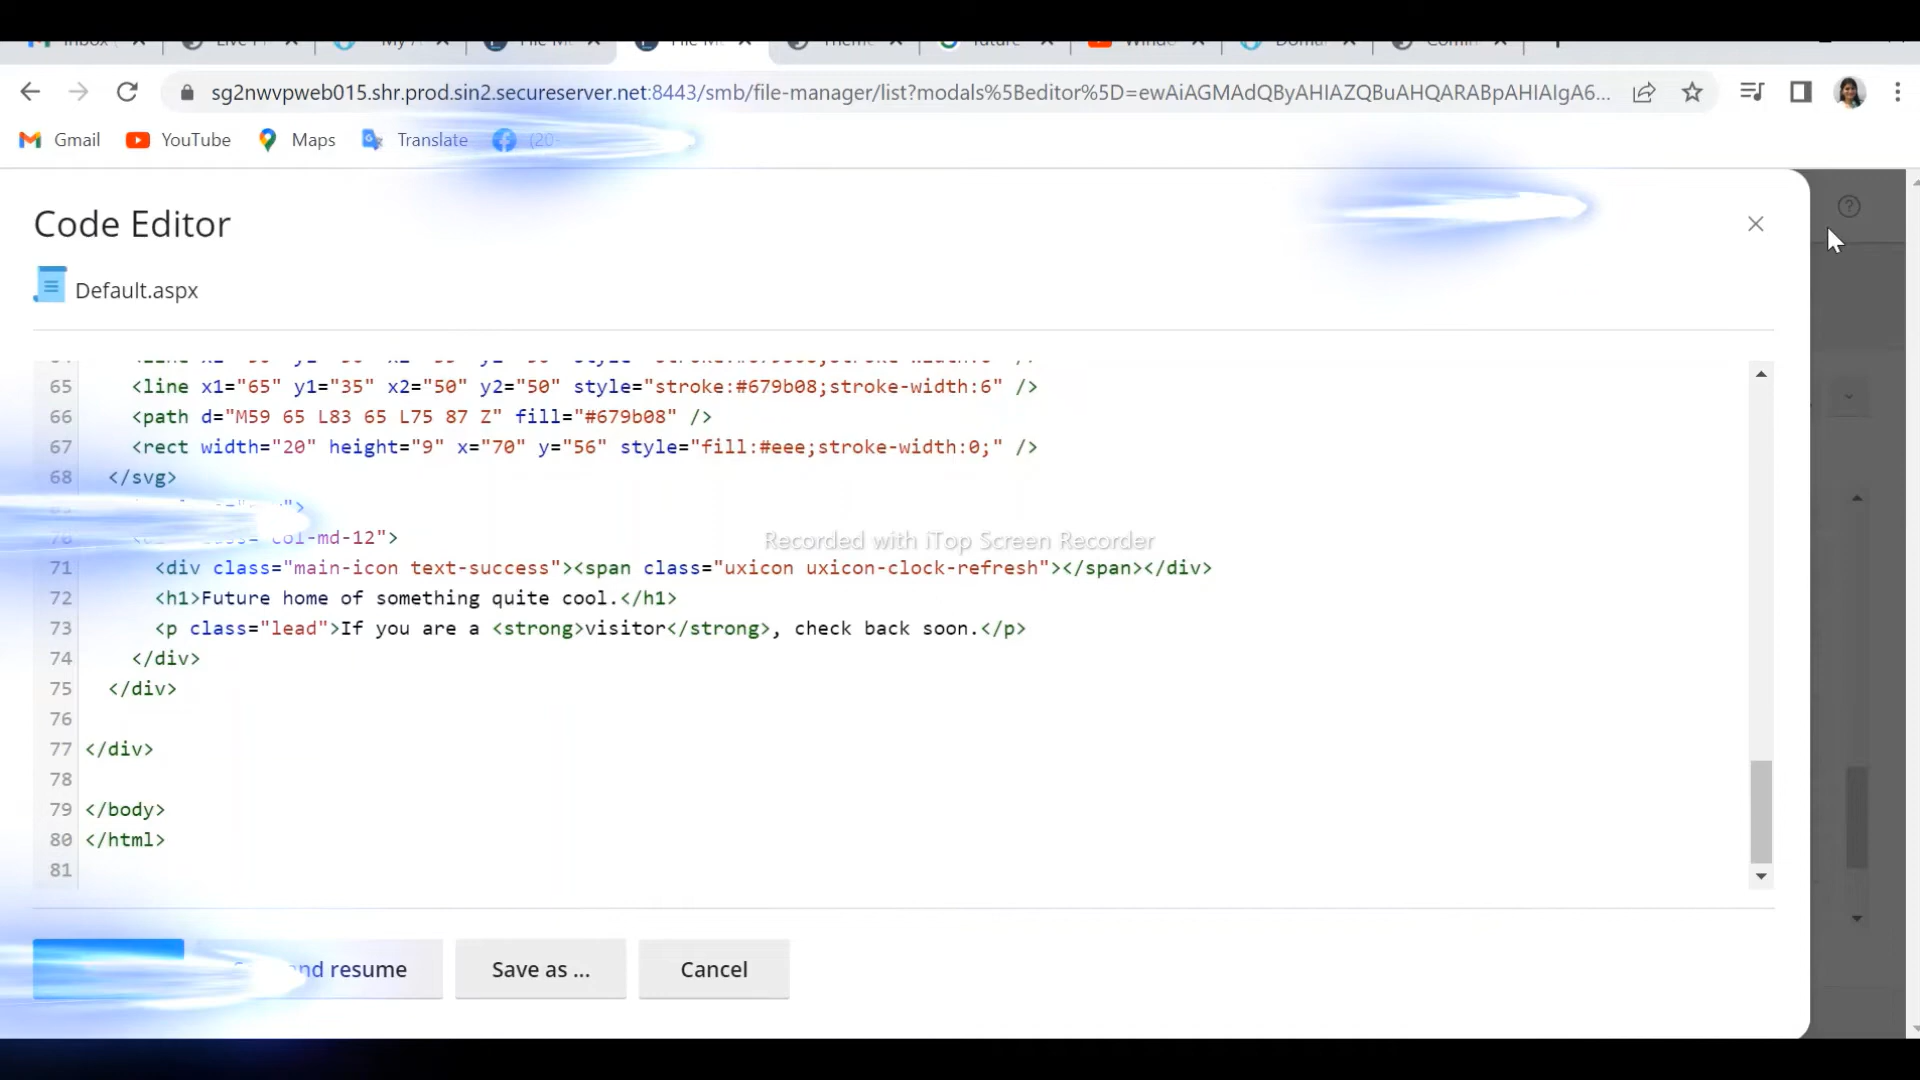 sg2nwvpweb015.shr.prod.sin2.secureserver.net:8443/smb/file-manager/list?modals%5Beditor%5D=ewAiAGMAdQByAHIAZQBuAHQARABpAHIAIgA6...
Gmail YouTube Maps Translate (20-
Code Editor
Default.aspx
65 <line x1="65" y1="35" x2="50" y2="50" style="stroke:#679b08;stroke-width:6" />
66 <path d="M59 65 L83 65 L75 87 Z" fill="#679b08" />
67 <rect width="20" height="9" x="70" y="56" style="fill:#eee;stroke-width:0;" />
68 </svg>
70 col-md-12">
Recorded with iTop Screen Recorder
71 <div class="main-icon text-success"><span class="uxicon uxicon-clock-refresh"></span></div>
72 <h1>Future home of something quite cool.</h1>
73 <p class="lead">If you are a <strong>visitor</strong>, check back soon.</p>
74 </div>
75 </div>
76
77 </div>
78
79 </body>
80 </html>
81
and resume Save as ... Cancel